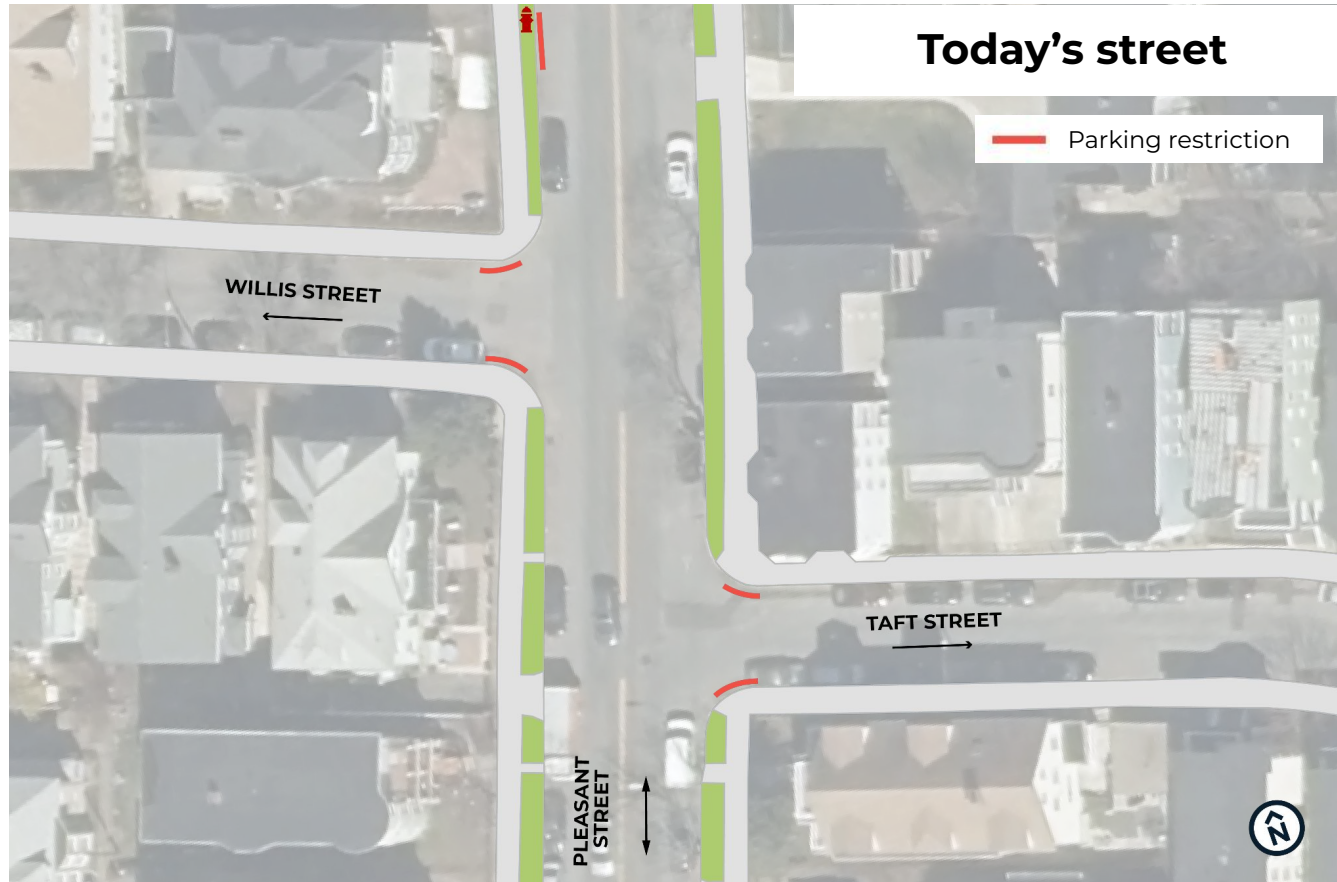 Today’s street
Parking restriction
WILLIS STREET
TAFT STREET
PLEASANT
STREET
N